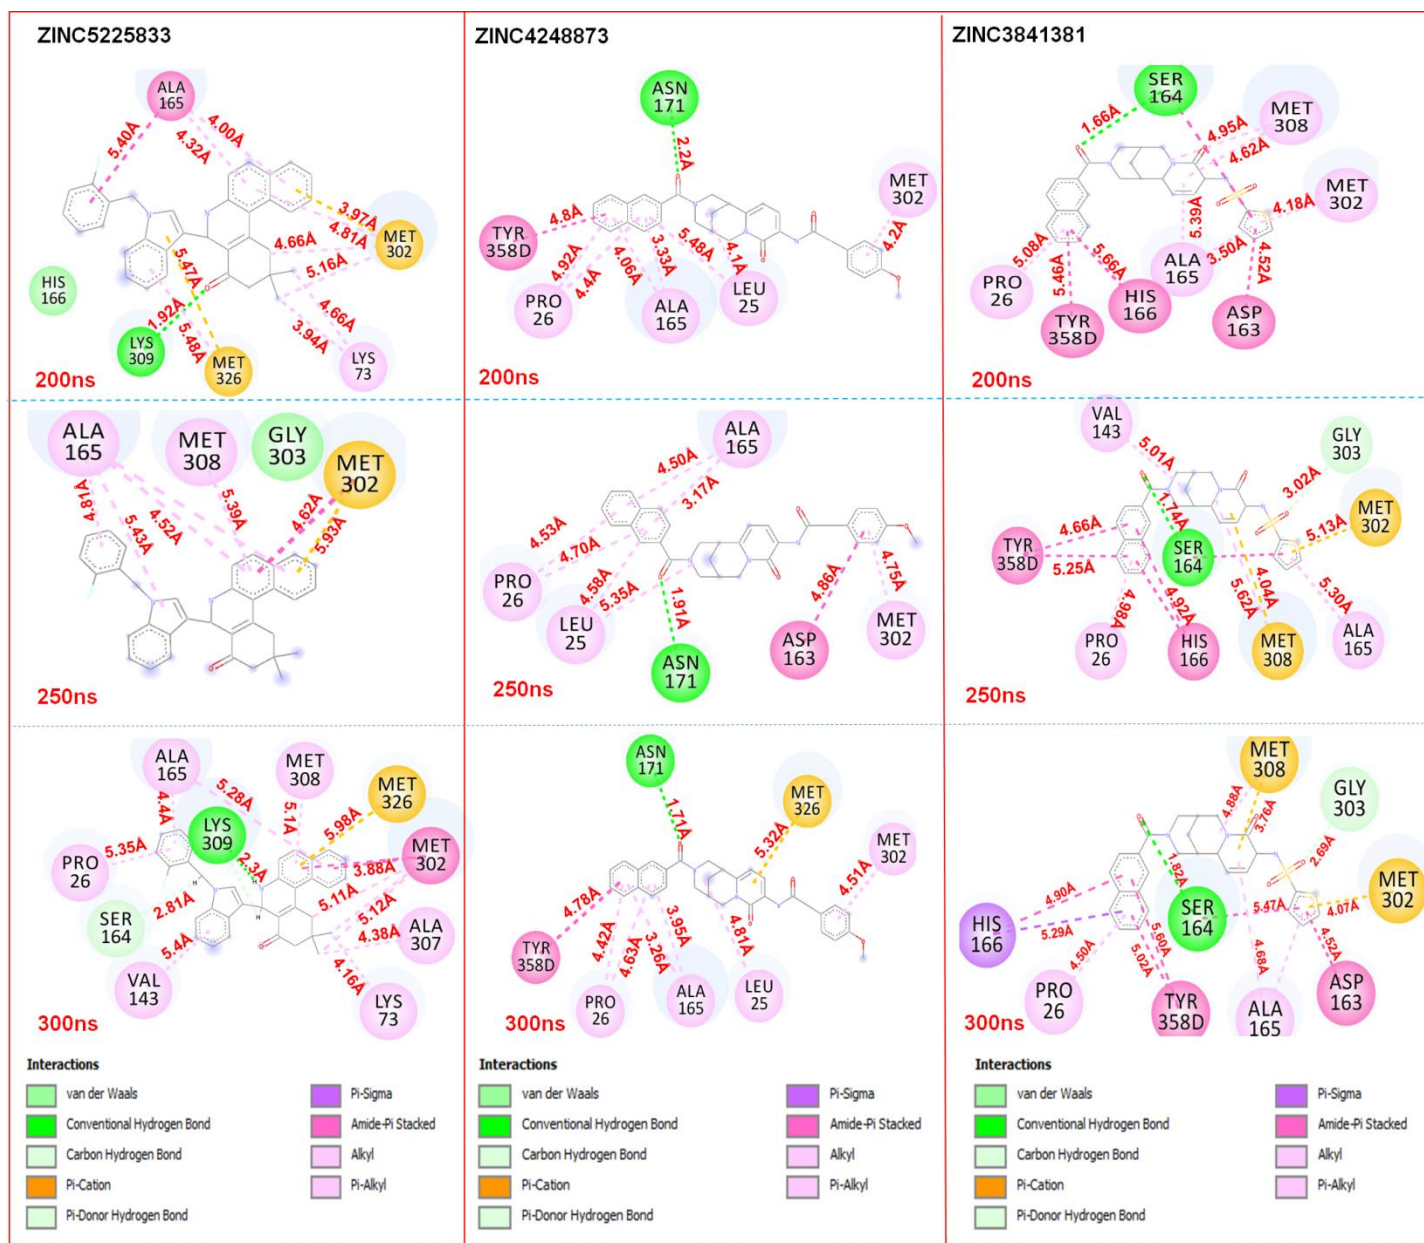 ZINC5225833
ALA
165
5.40Å
4.32Å
4.00Å
3.97Å
4.81Å
MET
302
4.66Å
5.16Å
5.47Å
HIS
166
1.92Å
5.48Å
4.66Å
3.94Å
LYS
309
MET
326
LYS
73
200ns
ALA
165
MET
308
GLY
303
MET
302
4.81Å
5.43Å
4.52Å
5.39Å
4.62Å
5.93Å
250ns
ALA
165
MET
308
MET
326
4.4Å
5.28Å
5.1Å
5.98Å
LYS
309
MET
302
PRO
26
5.35Å
2.3Å
3.88Å
5.11Å
5.12Å
SER
164
2.81Å
ALA
307
4.38Å
5.4Å
4.16Å
VAL
143
LYS
73
300ns
Interactions
van der Waals
Conventional Hydrogen Bond
Carbon Hydrogen Bond
Pi-Cation
Pi-Donor Hydrogen Bond
Pi-Sigma
Amide-Pi Stacked
Alkyl
Pi-Alkyl
ZINC4248873
ASN
171
2.2Å
MET
302
4.2Å
TYR
358D
4.8Å
4.92Å
4.4Å
4.06Å
3.33Å
5.48Å
4.1Å
PRO
26
ALA
165
LEU
25
200ns
ALA
165
4.50Å
3.17Å
4.53Å
4.70Å
PRO
26
4.58Å
5.35Å
LEU
25
1.91Å
4.86Å
4.75Å
ASP
163
MET
302
ASN
171
250ns
ASN
171
1.71Å
MET
326
5.32Å
MET
302
4.51Å
4.78Å
TYR
358D
4.42Å
4.63Å
3.26Å
3.95Å
4.81Å
PRO
26
ALA
165
LEU
25
300ns
Interactions
van der Waals
Conventional Hydrogen Bond
Carbon Hydrogen Bond
Pi-Cation
Pi-Donor Hydrogen Bond
Pi-Sigma
Amide-Pi Stacked
Alkyl
Pi-Alkyl
ZINC3841381
SER
164
1.66Å
4.95Å
4.62Å
MET
308
MET
302
4.18Å
5.39Å
3.50Å
4.52Å
5.08Å
5.46Å
5.66Å
PRO
26
ALA
165
HIS
166
TYR
358D
ASP
163
200ns
VAL
143
5.01Å
GLY
303
3.02Å
MET
302
5.13Å
1.74Å
4.66Å
TYR
358D
5.25Å
SER
164
4.98Å
4.92Å
5.62Å
4.04Å
5.30Å
PRO
26
HIS
166
MET
308
ALA
165
250ns
MET
308
4.88Å
3.76Å
GLY
303
2.69Å
1.82Å
MET
302
4.07Å
4.90Å
HIS
166
5.29Å
SER
164
5.47Å
4.50Å
5.02Å
5.60Å
4.68Å
4.52Å
PRO
26
TYR
358D
ALA
165
ASP
163
300ns
Interactions
van der Waals
Conventional Hydrogen Bond
Carbon Hydrogen Bond
Pi-Cation
Pi-Donor Hydrogen Bond
Pi-Sigma
Amide-Pi Stacked
Alkyl
Pi-Alkyl